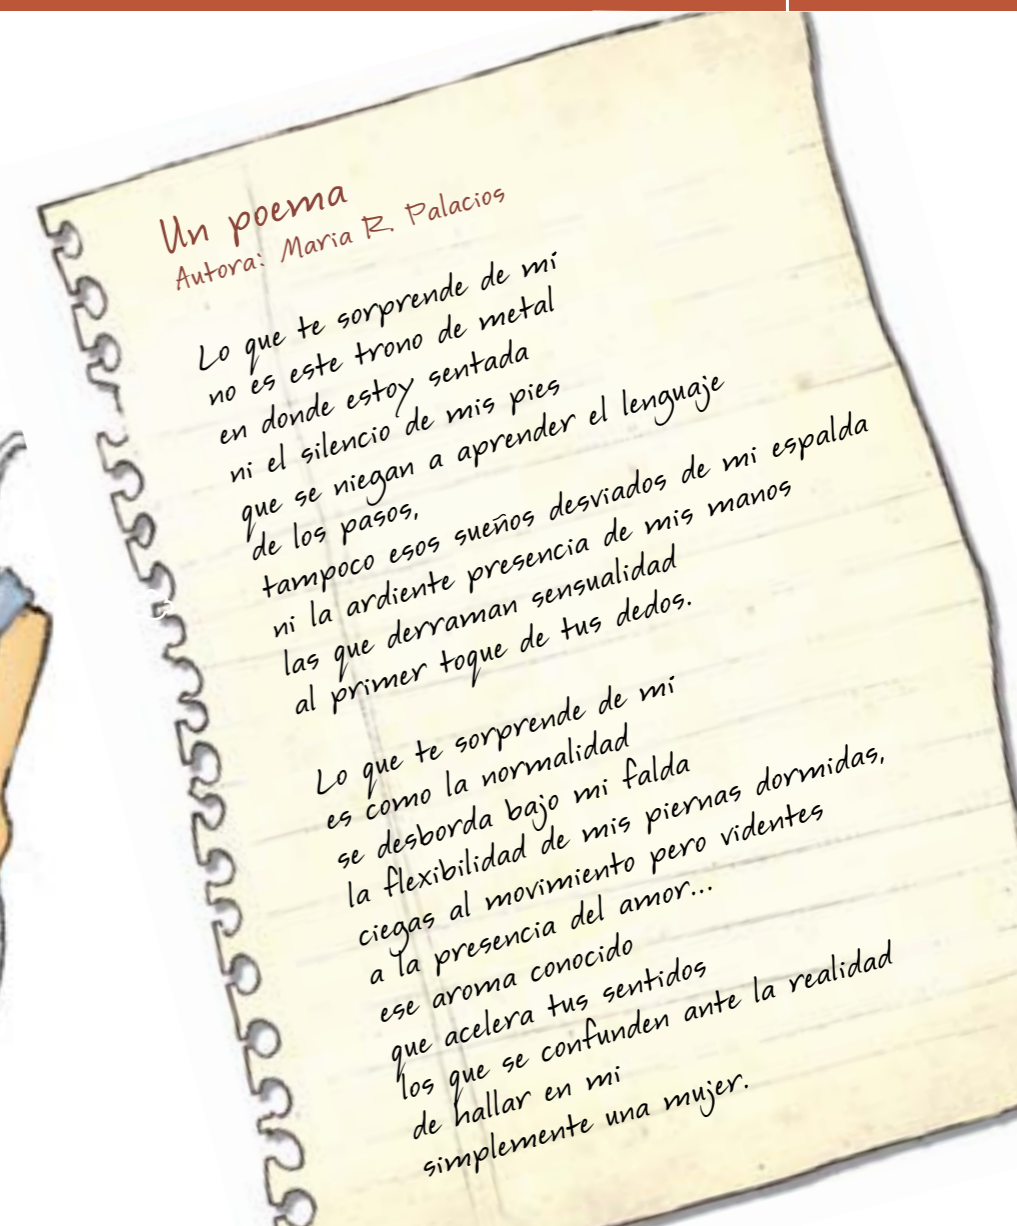 Un poema
Autora: Maria R. Palacios
Lo que te sorprende de mi
no es este trono de metal
en donde estoy sentada
ni el silencio de mis pies
que se niegan a aprender el lenguaje
de los pasos,
tampoco esos sueños desviados de mi espalda
ni la ardiente presencia de mis manos
las que derraman sensualidad
al primer toque de tus dedos.
Lo que te sorprende de mi
es como la normalidad
se desborda bajo mi falda
la flexibilidad de mis piernas dormidas,
ciegas al movimiento pero videntes
a la presencia del amor...
ese aroma conocido
que acelera tus sentidos
los que se confunden ante la realidad
de hallar en mi
simplemente una mujer.